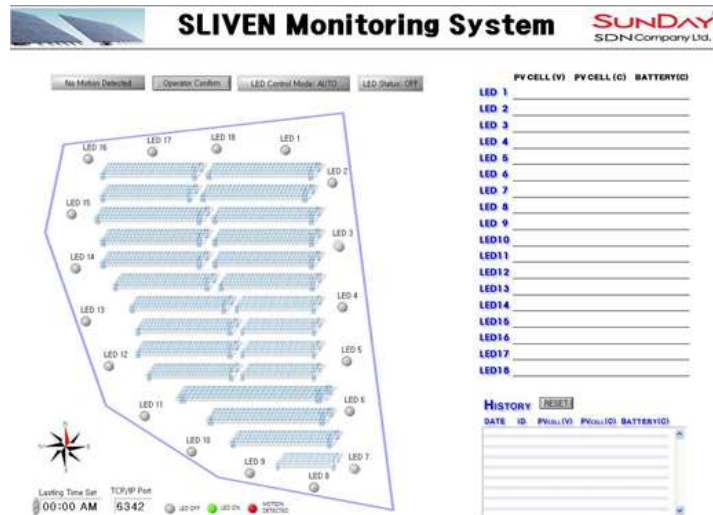 SLIVEN Monitoring System
SUNDAY
SDN Company Ltd.
No Motion Detected
Operator Confirm
LED Control Mode: AUTO
LED Status: OFF
PV CELL (V) PV CELL (C) BATTERY(C)
LED 1
LED 2
LED 3
LED 4
LED 5
LED 6
LED 7
LED 8
LED 9
LED10
LED11
LED12
LED13
LED14
LED15
LED16
LED17
LED18
LED 16
LED 17
LED 18
LED 1
LED 2
LED 15
LED 3
LED 14
LED 4
LED 13
LED 5
LED 12
LED 6
LED 11
LED 10
LED 9
LED 8
LED 7
HISTORY RESET
DATE ID PVCELL(V) PVCELL(C) BATTERY(C)
Lasting Time Set
00:00 AM
TCP/IP Port
6342
LED OFF
LED ON
MOTION
DETECTED